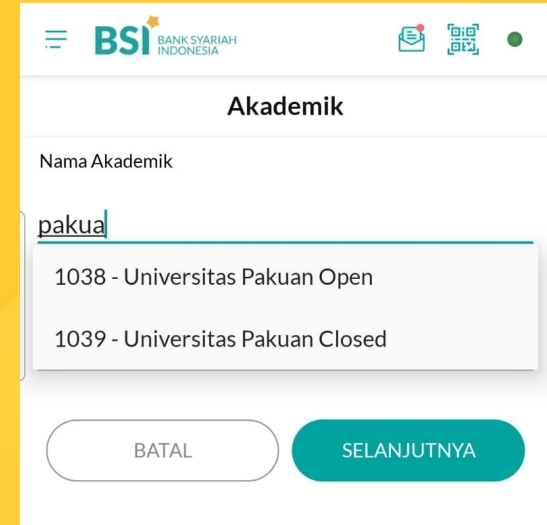 BSI BANK SYARIAH
INDONESIA
Akademik
Nama Akademik
pakua
1038 - Universitas Pakuan Open
1039 - Universitas Pakuan Closed
BATAL SELANJUTNYA